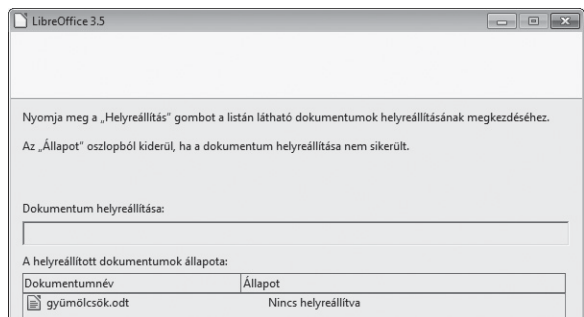 LibreOffice 3.5
Nyomja meg a „Helyreállítás” gombot a listán látható dokumentumok helyreállításának megkezdéséhez.
Az „Állapot” oszlopból kiderül, ha a dokumentum helyreállítása nem sikerült.
Dokumentum helyreállítása:
A helyreállított dokumentumok állapota:
Dokumentumnév Állapot
gyümölcsök.odt Nincs helyreállítva